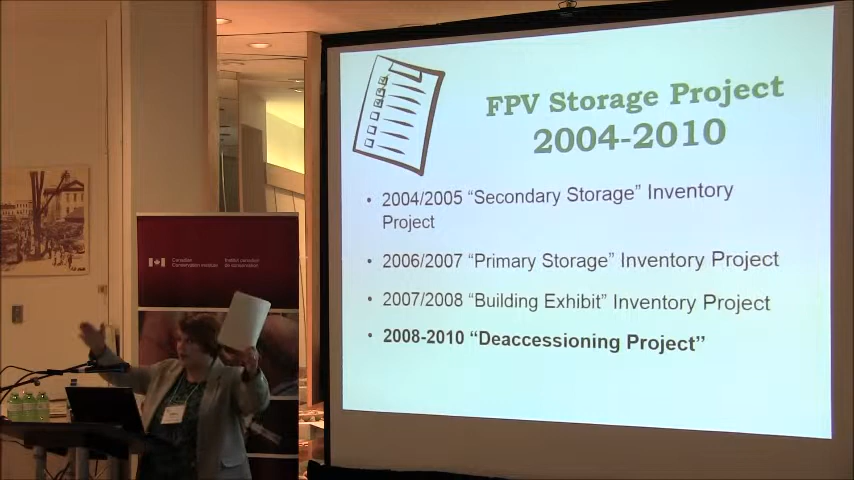 FPV Storage Project
2004-2010
• 2004/2005 “Secondary Storage” Inventory
Project
• 2006/2007 “Primary Storage” Inventory Project
• 2007/2008 “Building Exhibit” Inventory Project
• 2008-2010 “Deaccessioning Project”
Canadian
Conservation Institute
Institut canadien
de conservation